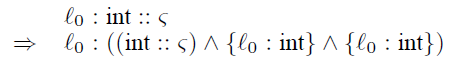 ℓ₀ : int :: ς
⇒ ℓ₀ : ((int :: ς) ∧ {ℓ₀ : int} ∧ {ℓ₀ : int})